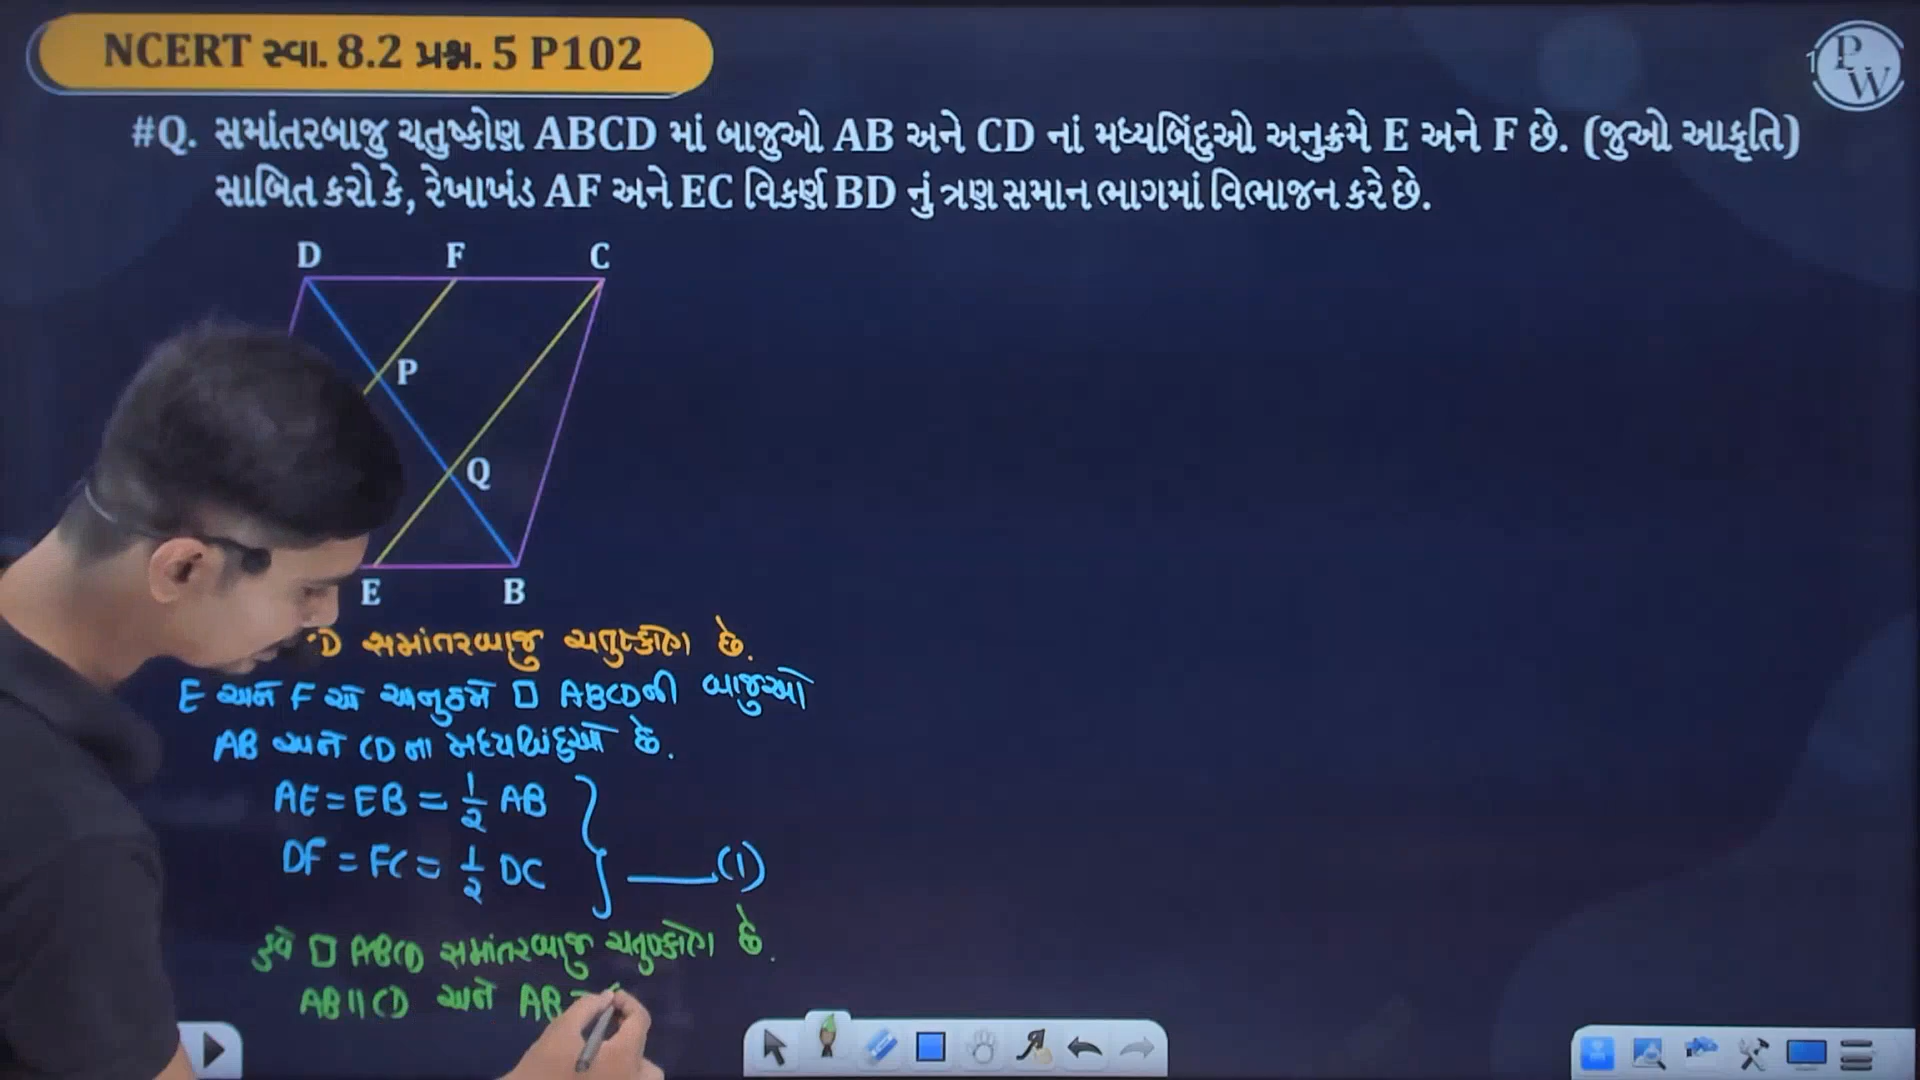 NCERT સ્વા. 8.2 પ્રશ્ન. 5 P102
PW
#Q. સમાંતરબાજુ ચતુષ્કોણ ABCD માં બાજુઓ AB અને CD નાં મધ્યબિંદુઓ અનુક્રમે E અને F છે. (જુઓ આકૃતિ)
સાબિત કરો કે, રેખાખંડ AF અને EC વિકર્ણ BD નું ત્રણ સમાન ભાગમાં વિભાજન કરે છે.
D F C
P
Q
E B
D સમાંતરબાજુ ચતુષ્કોણ છે.
E અને F એ અનુક્રમે □ ABCD ની બાજુઓ
AB અને CD ના મધ્યબિંદુઓ છે.
AE = EB = 1/2 AB
DF = FC = 1/2 DC
(1)
હવે □ ABCD સમાંતરબાજુ ચતુષ્કોણ છે.
AB || CD અને AB =